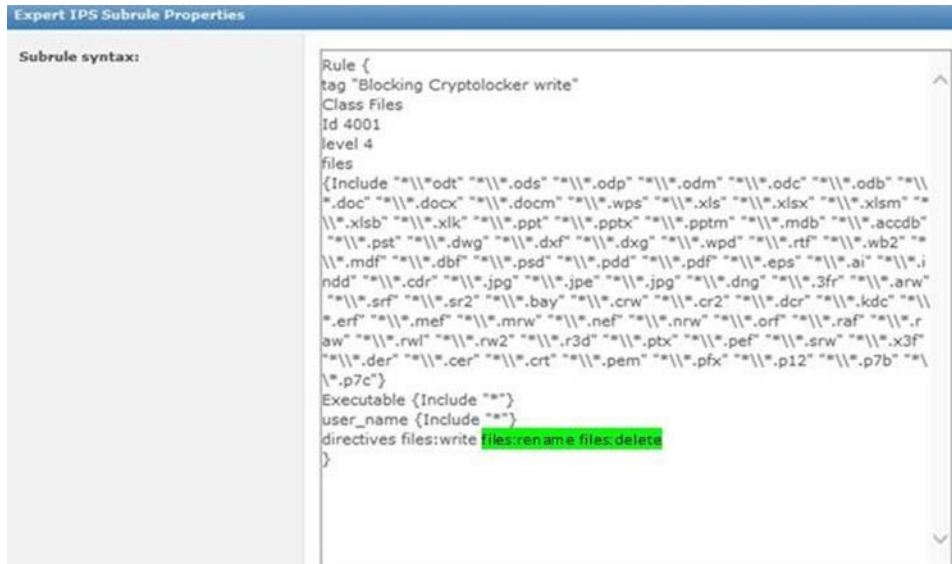 Expert IPS Subrule Properties
Subrule syntax:
Rule {
tag "Blocking Cryptolocker write"
Class Files
Id 4001
level 4
files
{Include "*\\*odt" "*\\*.ods" "*\\*.odp" "*\\*.odm" "*\\*.odc" "*\\*.odb" "*\\
*.doc" "*\\*.docx" "*\\*.docm" "*\\*.wps" "*\\*.xls" "*\\*.xlsx" "*\\*.xlsm" "*
\\*.xlsb" "*\\*.xlk" "*\\*.ppt" "*\\*.pptx" "*\\*.pptm" "*\\*.mdb" "*\\*.accdb"
"*\\*.pst" "*\\*.dwg" "*\\*.dxf" "*\\*.dxg" "*\\*.wpd" "*\\*.rtf" "*\\*.wb2" "*
\\*.mdf" "*\\*.dbf" "*\\*.psd" "*\\*.pdd" "*\\*.pdf" "*\\*.eps" "*\\*.ai" "*\\*.i
ndd" "*\\*.cdr" "*\\*.jpg" "*\\*.jpe" "*\\*.jpg" "*\\*.dng" "*\\*.3fr" "*\\*.arw"
"*\\*.srf" "*\\*.sr2" "*\\*.bay" "*\\*.crw" "*\\*.cr2" "*\\*.dcr" "*\\*.kdc" "*\\
*.erf" "*\\*.mef" "*\\*.mrw" "*\\*.nef" "*\\*.nrw" "*\\*.orf" "*\\*.raf" "*\\*.r
aw" "*\\*.rwl" "*\\*.rw2" "*\\*.r3d" "*\\*.ptx" "*\\*.pef" "*\\*.srw" "*\\*.x3f"
"*\\*.der" "*\\*.cer" "*\\*.crt" "*\\*.pem" "*\\*.pfx" "*\\*.p12" "*\\*.p7b" "*\
\*.p7c"}
Executable {Include "*"}
user_name {Include "*"}
directives files:write files:rename files:delete
}